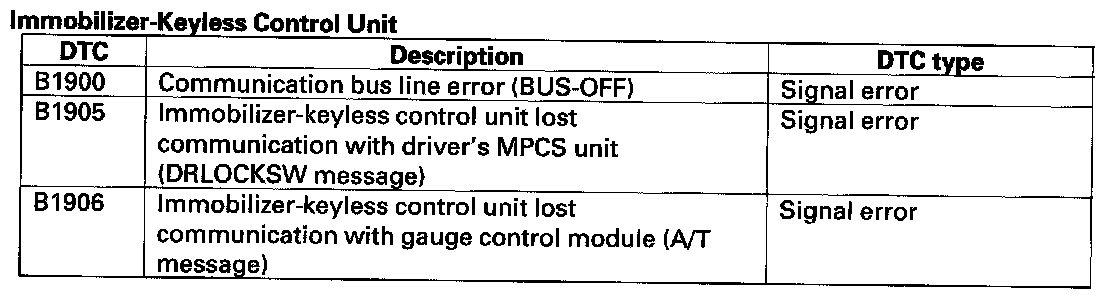 Immobilizer-Keyless Control Unit
DTC Description DTC type
B1900 Communication bus line error (BUS-OFF) Signal error
B1905 Immobilizer-keyless control unit lost Signal error
communication with driver's MPCS unit
(DRLOCKSW message)
B1906 Immobilizer-keyless control unit lost Signal error
communication with gauge control module (A/T
message)